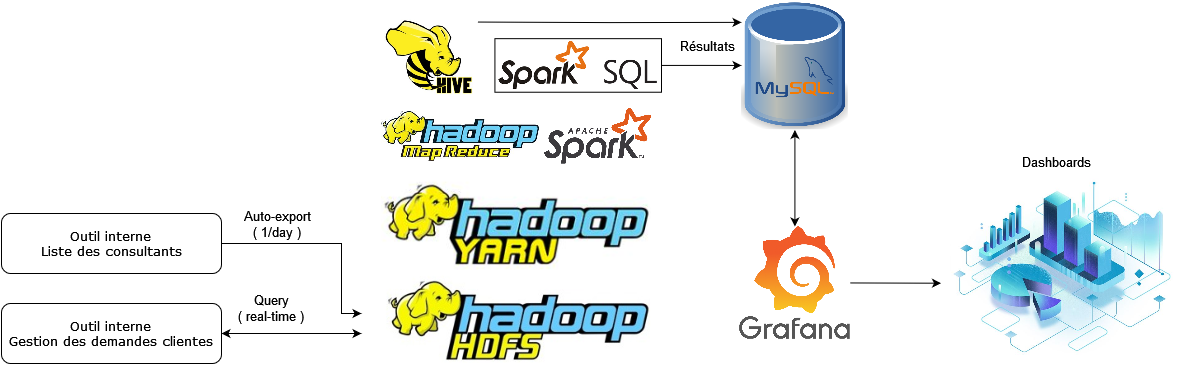 HIVE
Spark SQL
Résultats
MySQL
hadoop
Map Reduce
APACHE
Spark
Dashboards
hadoop
YARN
Outil interne
Liste des consultants
Auto-export
( 1/day )
hadoop
HDFS
Outil interne
Gestion des demandes clientes
Query
( real-time )
Grafana